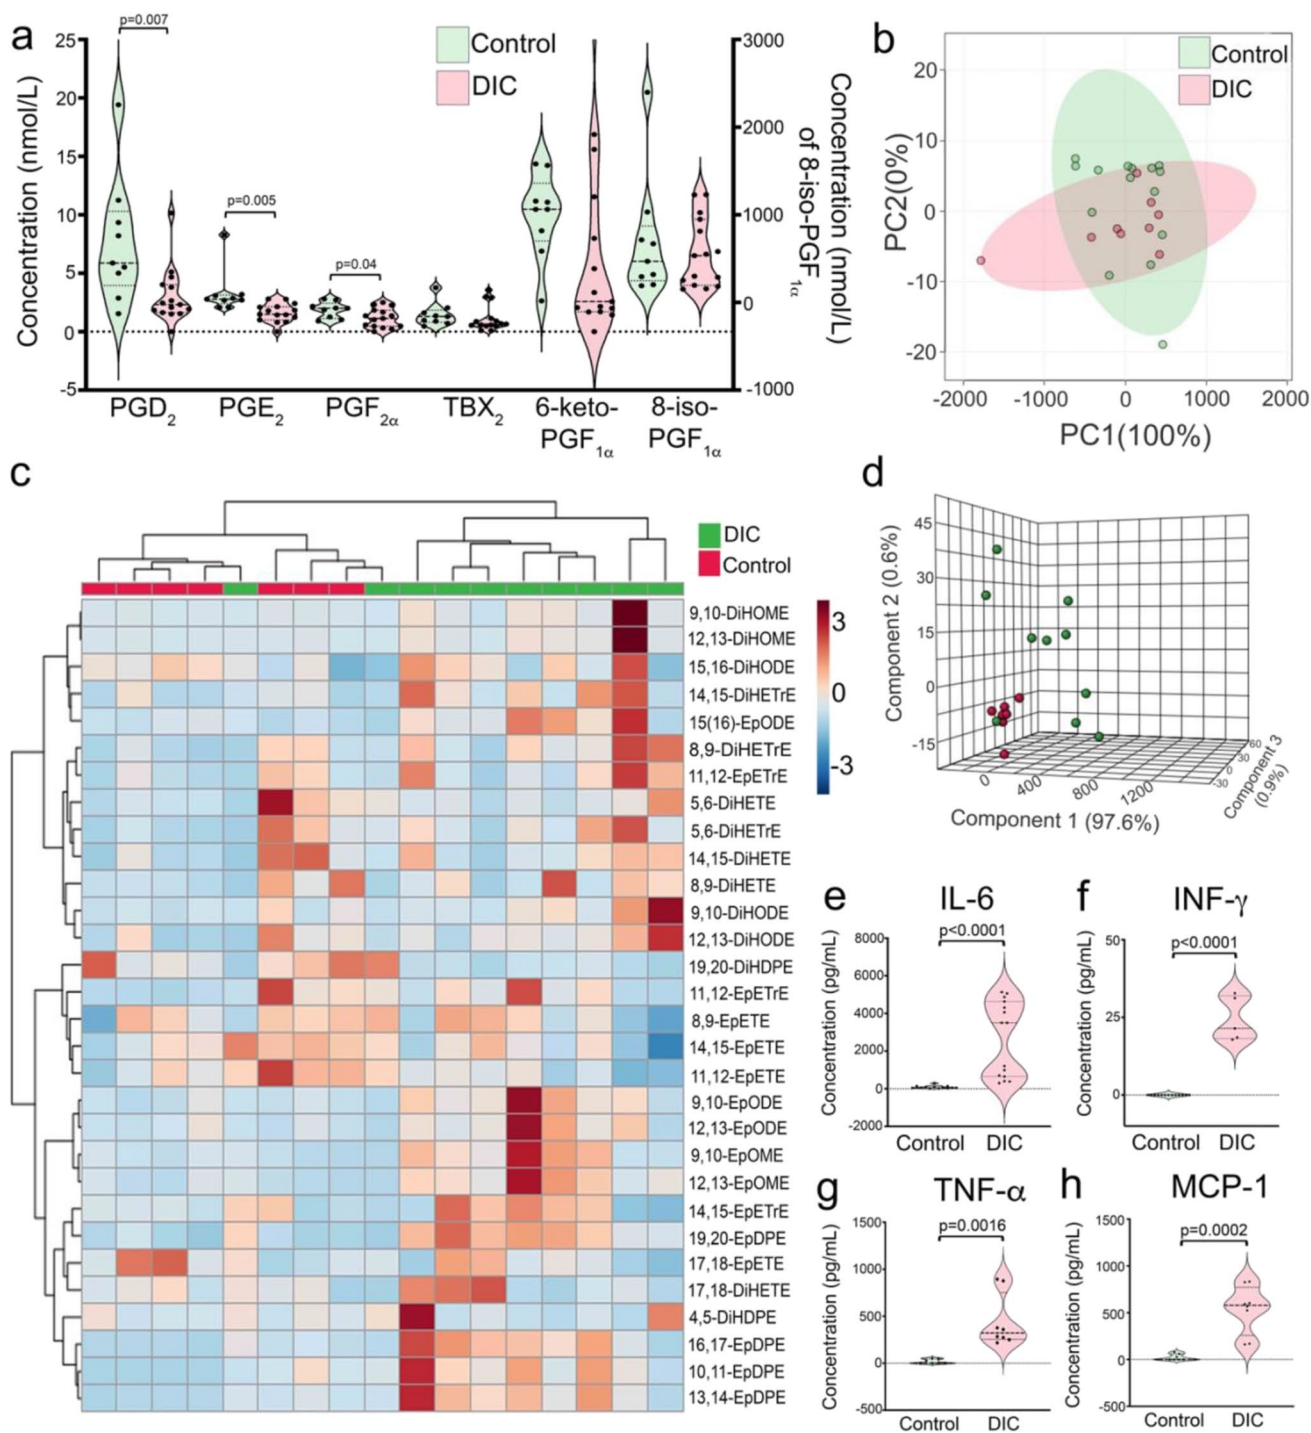 a
p=0.007
p=0.005
p=0.04
Control
DIC
Concentration (nmol/L)
25
20
15
10
5
0
-5
3000
2000
1000
0
-1000
Concentration (nmol/L)
of 8-iso-PGF1α
PGD2
PGE2
PGF2α
TBX2
6-keto-
PGF1α
8-iso-
PGF1α
b
Control
DIC
PC2(0%)
20
10
0
-10
-20
-2000
-1000
0
1000
2000
PC1(100%)
c
DIC
Control
3
0
-3
9,10-DiHOME
12,13-DiHOME
15,16-DiHODE
14,15-DiHETrE
15(16)-EpODE
8,9-DiHETrE
11,12-EpETrE
5,6-DiHETE
5,6-DiHETrE
14,15-DiHETE
8,9-DiHETE
9,10-DiHODE
12,13-DiHODE
19,20-DiHDPE
11,12-EpETrE
8,9-EpETE
14,15-EpETE
11,12-EpETE
9,10-EpODE
12,13-EpODE
9,10-EpOME
12,13-EpOME
14,15-EpETrE
19,20-EpDPE
17,18-EpETE
17,18-DiHETE
4,5-DiHDPE
16,17-EpDPE
10,11-EpDPE
13,14-EpDPE
d
Component 2 (0.6%)
45
30
15
0
-15
0
400
800
1200
Component 1 (97.6%)
60
30
0
-30
Component 3
(0.9%)
e
IL-6
p<0.0001
Concentration (pg/mL)
8000
6000
4000
2000
0
-2000
Control
DIC
f
INF-γ
p<0.0001
Concentration (pg/mL)
50
25
0
Control
DIC
g
TNF-α
p=0.0016
Concentration (pg/mL)
1500
1000
500
0
-500
Control
DIC
h
MCP-1
p=0.0002
Concentration (pg/mL)
1500
1000
500
0
-500
Control
DIC